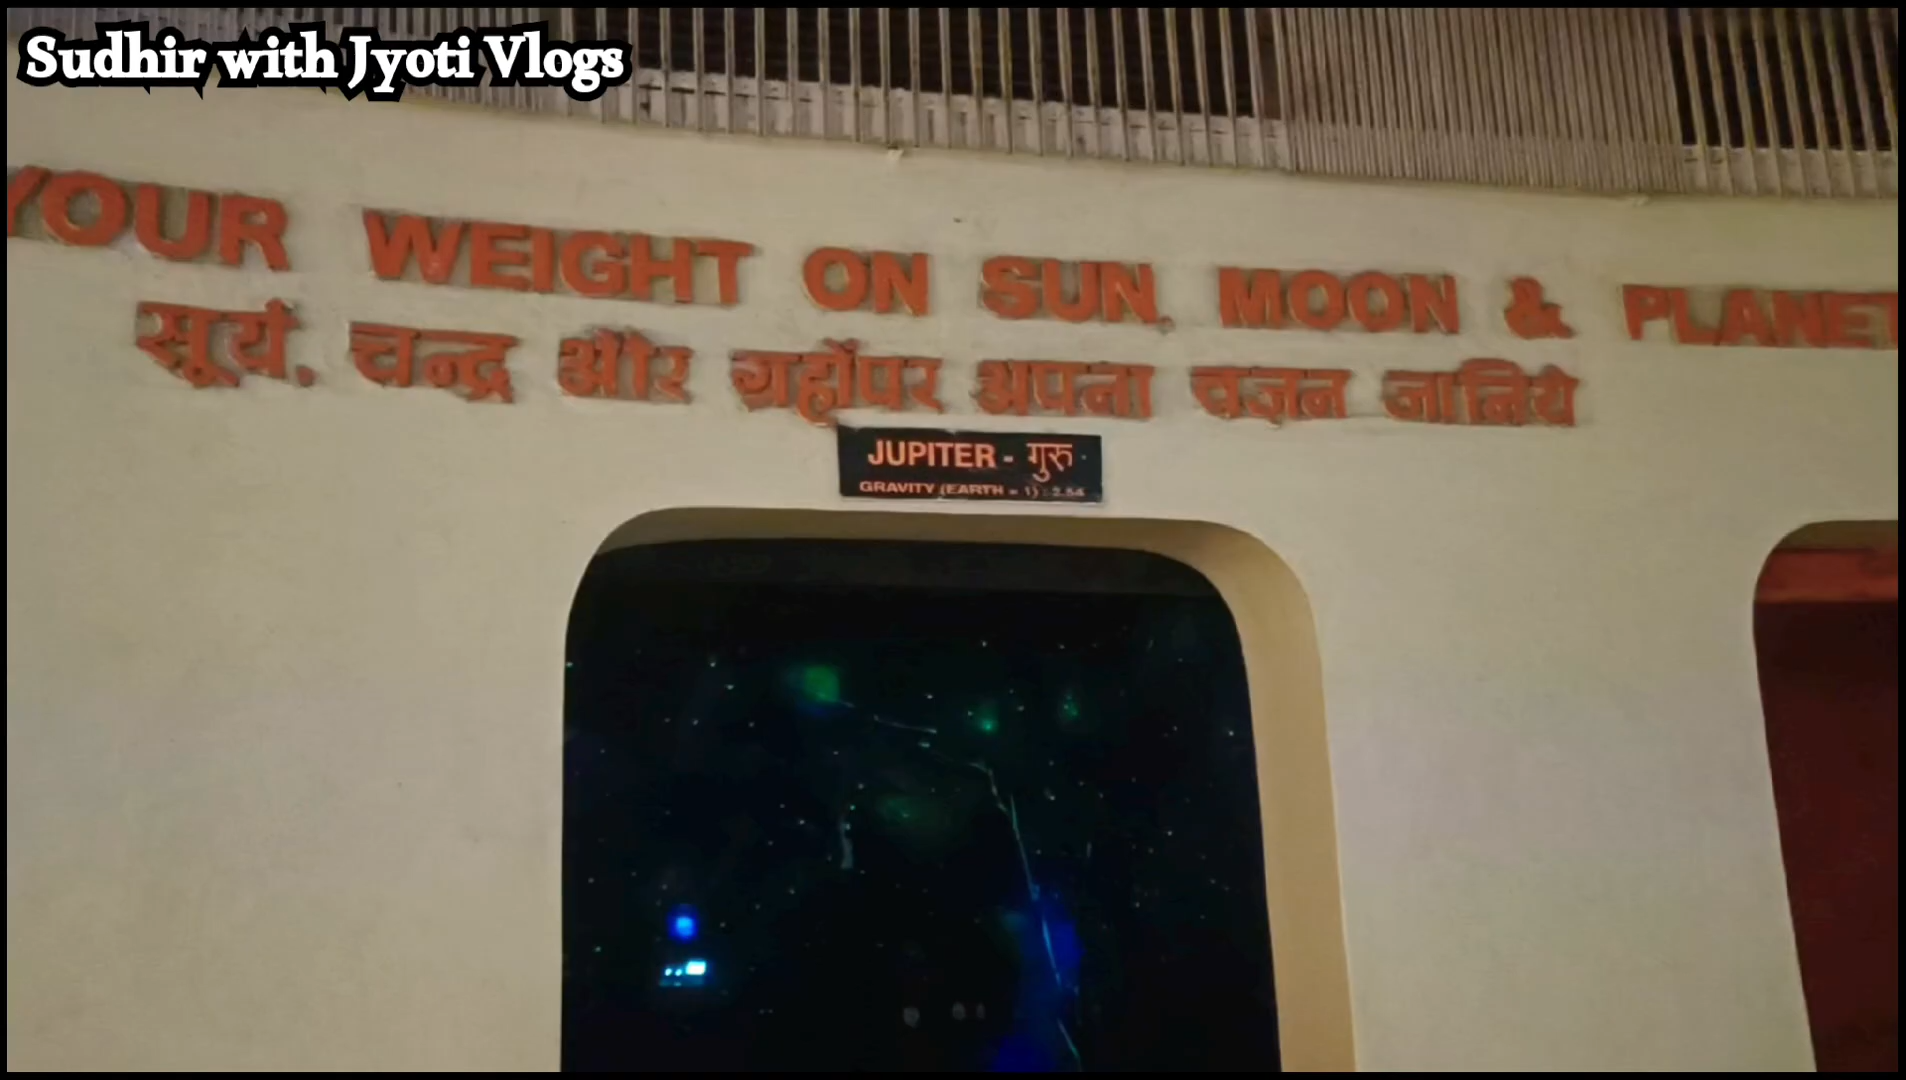 Sudhir with Jyoti Vlogs
YOUR WEIGHT ON SUN, MOON & PLANET
सूर्य, चन्द्र और ग्रहोंपर अपना वज़न जानिये
JUPITER - गुरु
GRAVITY (EARTH = 1) : 2.54